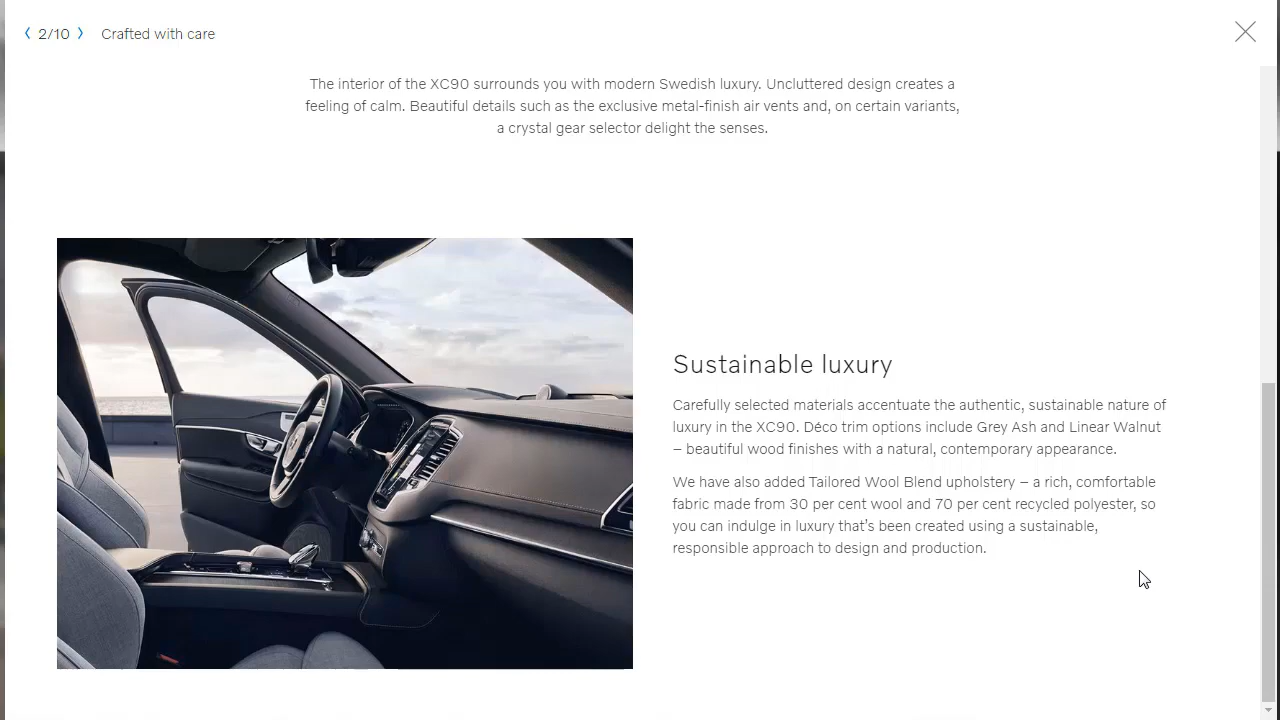 2/10 Crafted with care
The interior of the XC90 surrounds you with modern Swedish luxury. Uncluttered design creates a
feeling of calm. Beautiful details such as the exclusive metal-finish air vents and, on certain variants,
a crystal gear selector delight the senses.
Sustainable luxury
Carefully selected materials accentuate the authentic, sustainable nature of
luxury in the XC90. Déco trim options include Grey Ash and Linear Walnut
– beautiful wood finishes with a natural, contemporary appearance.
We have also added Tailored Wool Blend upholstery – a rich, comfortable
fabric made from 30 per cent wool and 70 per cent recycled polyester, so
you can indulge in luxury that's been created using a sustainable,
responsible approach to design and production.